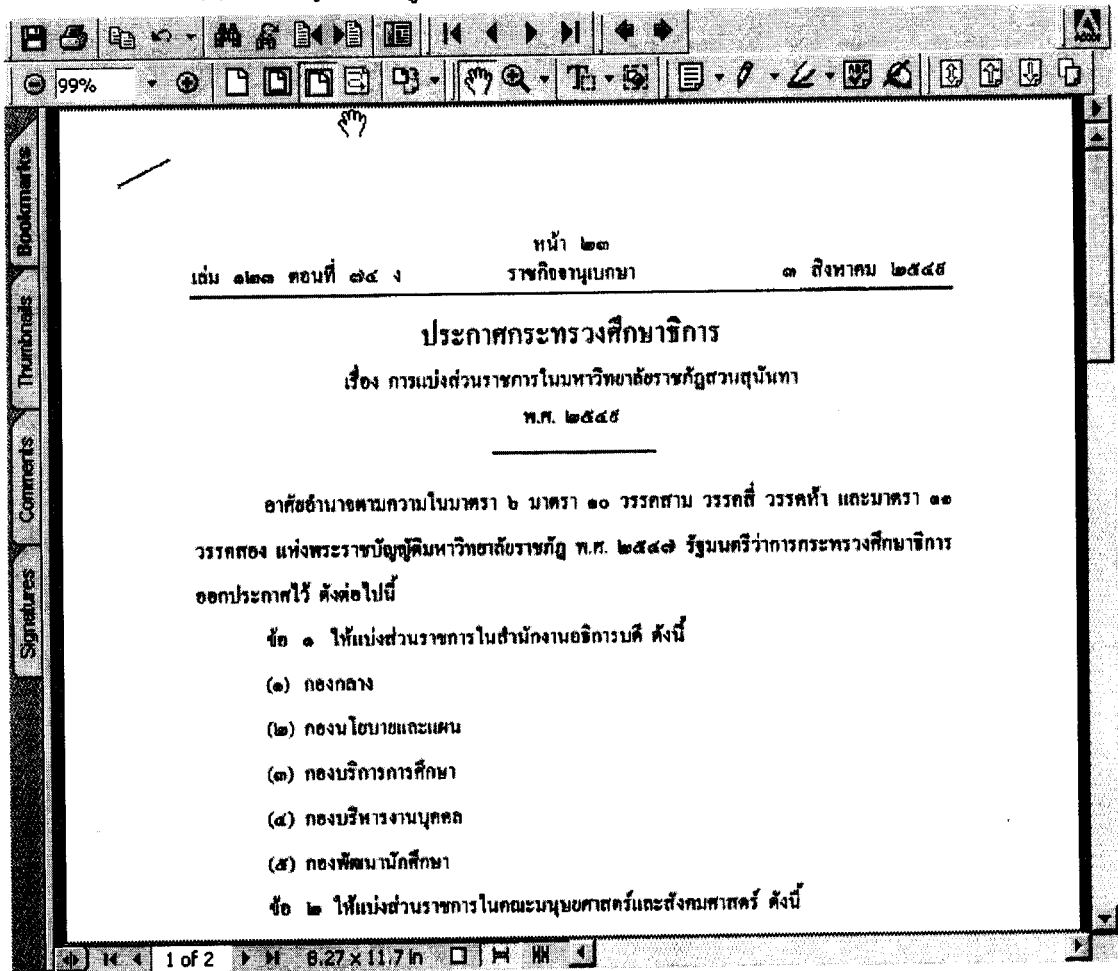 99%
Bookmarks
Thumbnails
Comments
Signatures
หน้า ๒๓
เล่ม ๑๒๓ ตอนที่ ๗๔ ง ราชกิจจานุเบกษา ๓ สิงหาคม ๒๕๔๙
ประกาศกระทรวงศึกษาธิการ
เรื่อง การแบ่งส่วนราชการในมหาวิทยาลัยราชภัฏสวนสุนันทา
พ.ศ. ๒๕๔๙
อาศัยอำนาจตามความในมาตรา ๖ มาตรา ๑๐ วรรคสาม วรรคสี่ วรรคห้า และมาตรา ๑๑
วรรคสอง แห่งพระราชบัญญัติมหาวิทยาลัยราชภัฏ พ.ศ. ๒๕๔๗ รัฐมนตรีว่าการกระทรวงศึกษาธิการ
ออกประกาศไว้ ดังต่อไปนี้
ข้อ ๑ ให้แบ่งส่วนราชการในสำนักงานอธิการบดี ดังนี้
(๑) กองกลาง
(๒) กองนโยบายและแผน
(๓) กองบริการการศึกษา
(๔) กองบริหารงานบุคคล
(๕) กองพัฒนานักศึกษา
ข้อ ๒ ให้แบ่งส่วนราชการในคณะมนุษยศาสตร์และสังคมศาสตร์ ดังนี้
1 of 2 8.27 x 11.7 in